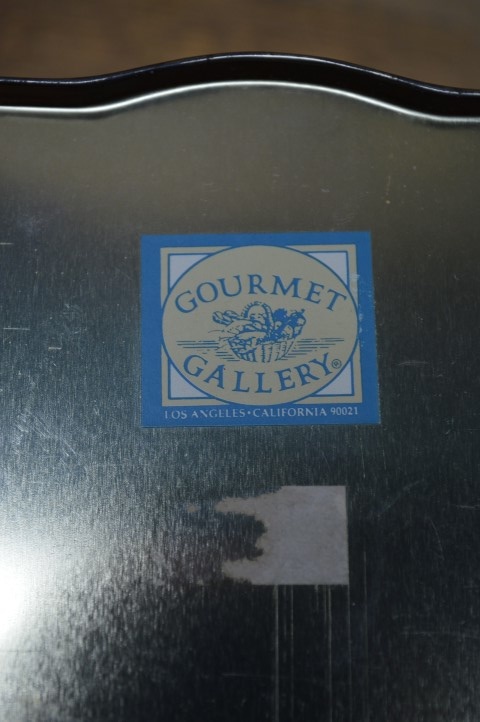 GOURMET
GALLERY®
LOS ANGELES • CALIFORNIA 90021